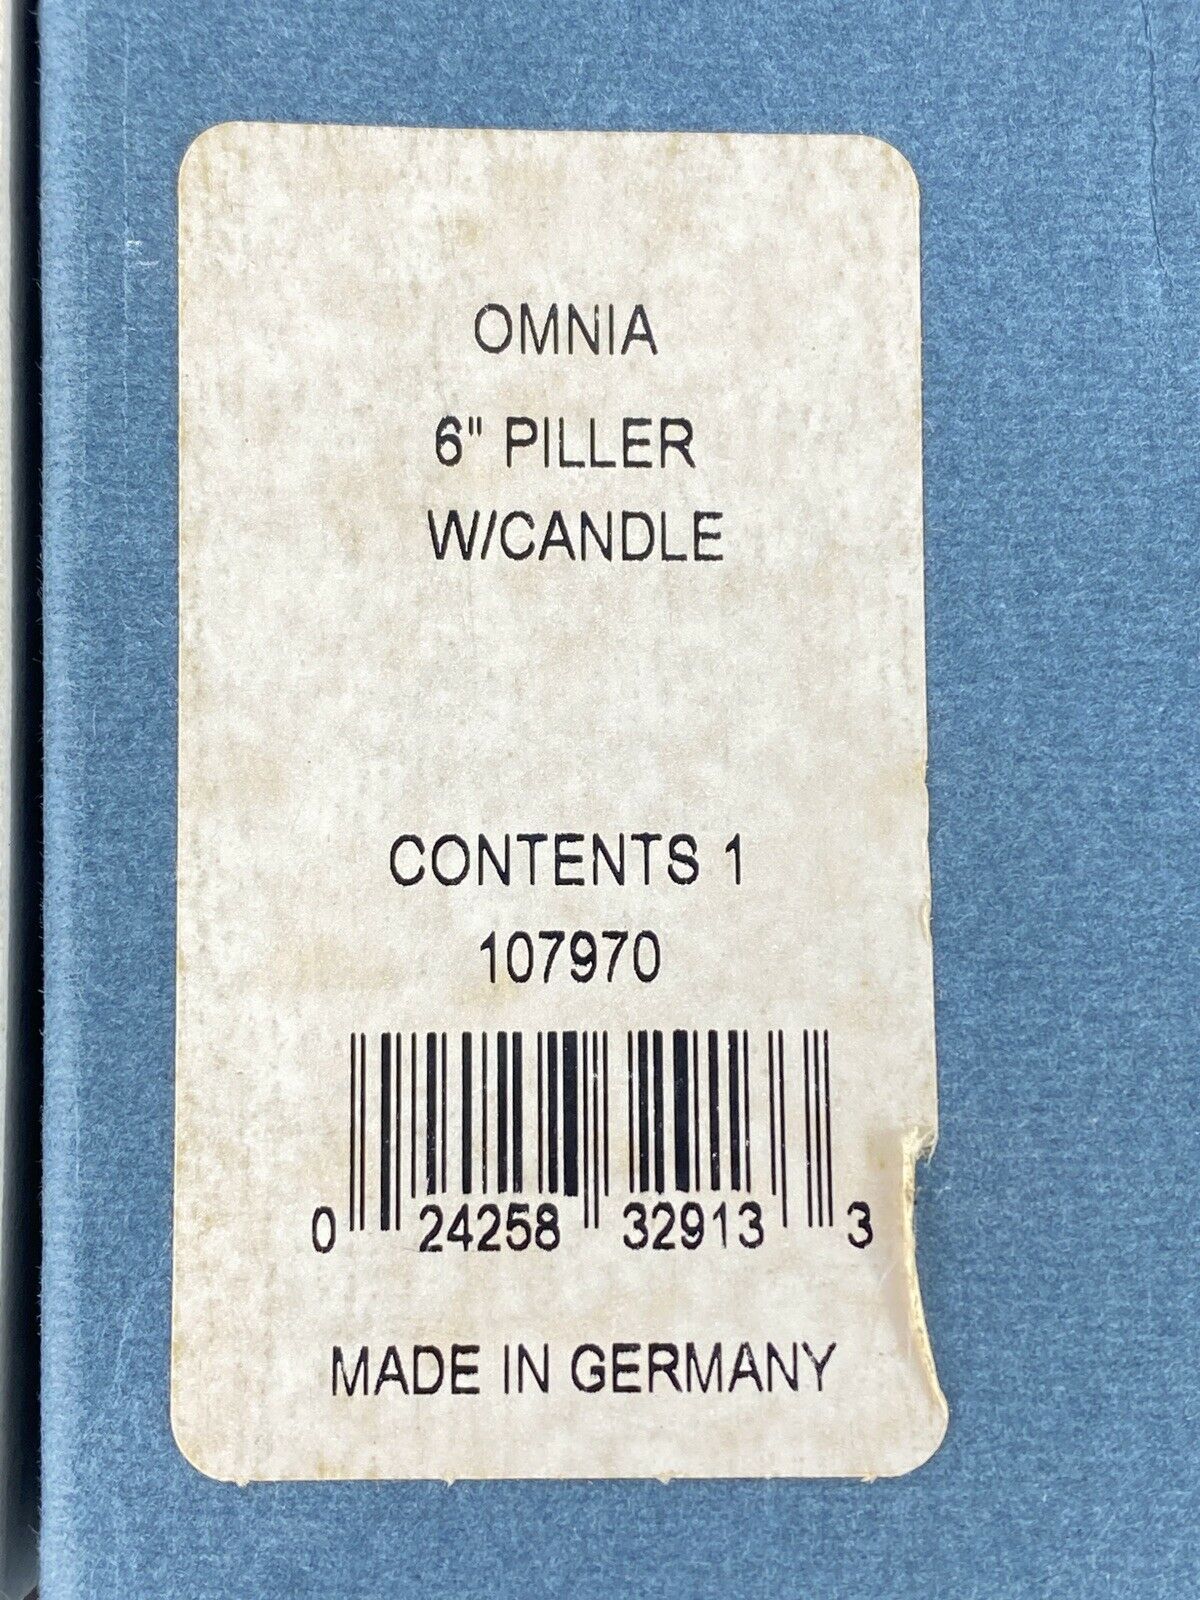 OMNIA
6" PILLER
W/CANDLE
CONTENTS 1
107970
0 24258 32913 3
MADE IN GERMANY